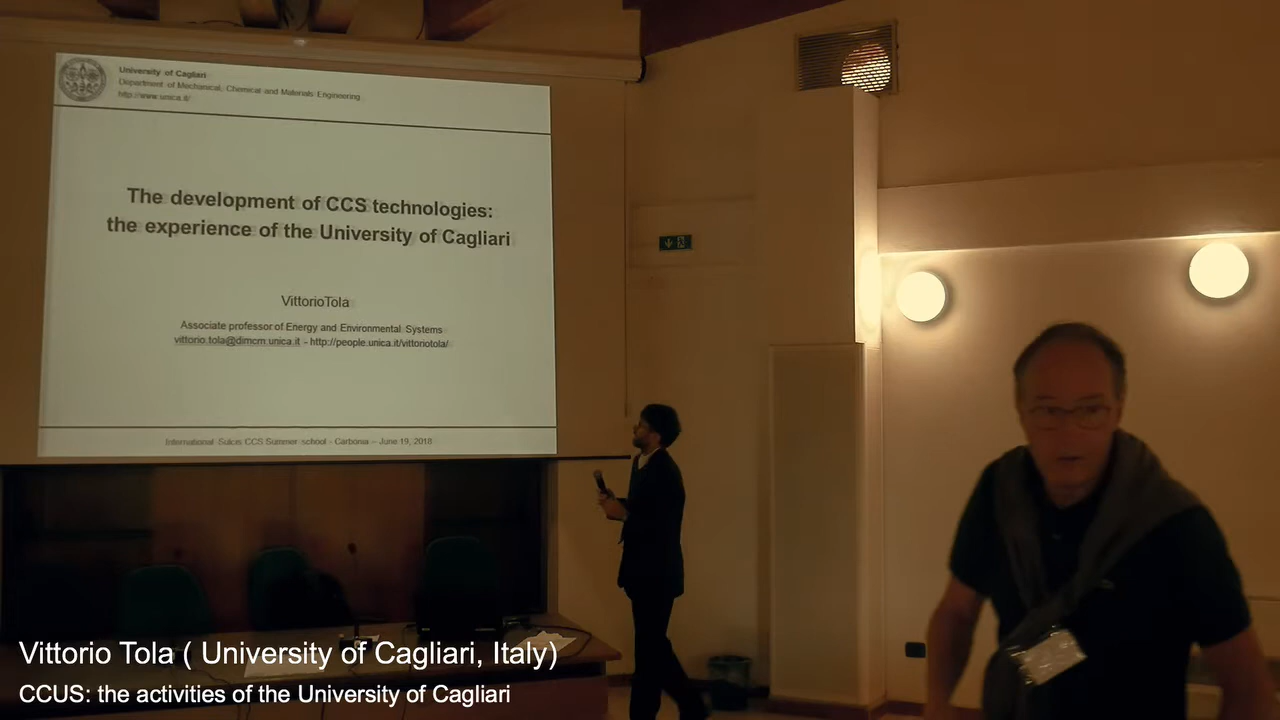 University of Cagliari
Department of Mechanical, Chemical and Materials Engineering
http://www.unica.it/
The development of CCS technologies:
the experience of the University of Cagliari
VittorioTola
Associate professor of Energy and Environmental Systems
vittorio.tola@dimcm.unica.it - http://people.unica.it/vittoriotola/
International Sulcis CCS Summer school - Carbonia – June 19, 2018
Vittorio Tola ( University of Cagliari, Italy)
CCUS: the activities of the University of Cagliari